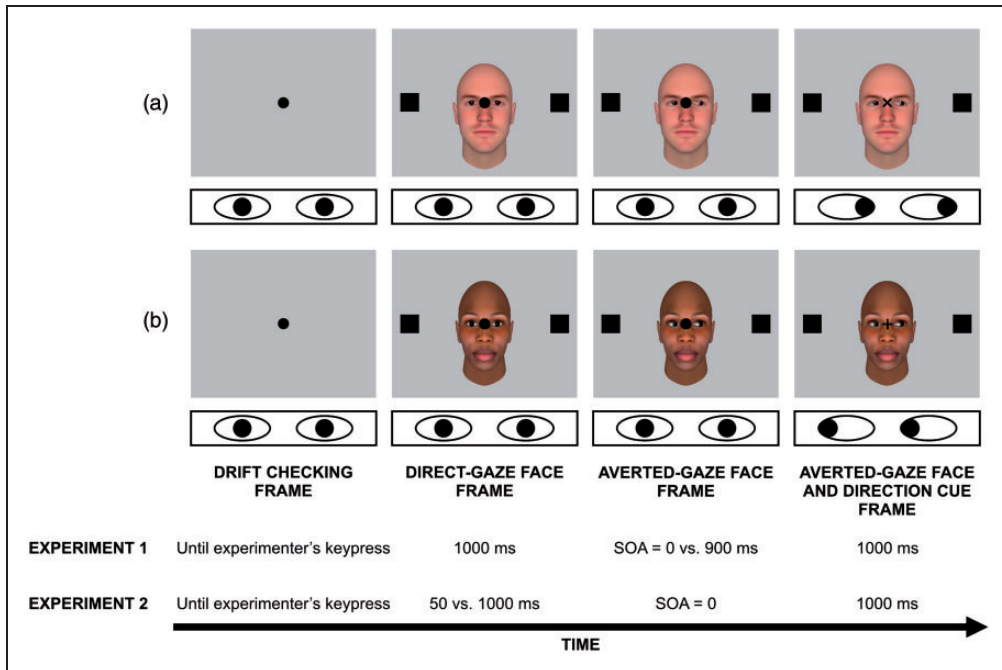 (a)
(b)
DRIFT CHECKING
FRAME
DIRECT-GAZE FACE
FRAME
AVERTED-GAZE FACE
FRAME
AVERTED-GAZE FACE
AND DIRECTION CUE
FRAME
EXPERIMENT 1 Until experimenter's keypress 1000 ms SOA = 0 vs. 900 ms 1000 ms
EXPERIMENT 2 Until experimenter's keypress 50 vs. 1000 ms SOA = 0 1000 ms
TIME